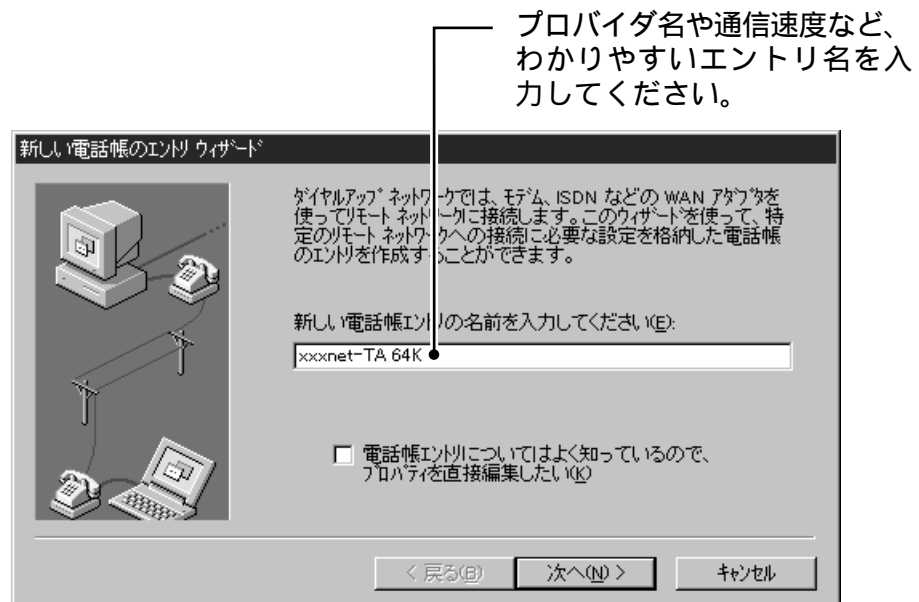 プロバイダ名や通信速度など、
わかりやすいエントリ名を入
力してください。
新しい電話帳のエントリ ウィザード
ダイヤルアップ ネットワークでは、モデム、ISDN などの WAN アダプタを
使ってリモート ネットワークに接続します。このウィザードを使って、特
定のリモート ネットワークへの接続に必要な設定を格納した電話帳
のエントリを作成することができます。
新しい電話帳エントリの名前を入力してください(E):
xxxnet-TA 64K
電話帳エントリについてはよく知っているので、
プロパティを直接編集したい(K)
< 戻る(B)
次へ(N) >
キャンセル